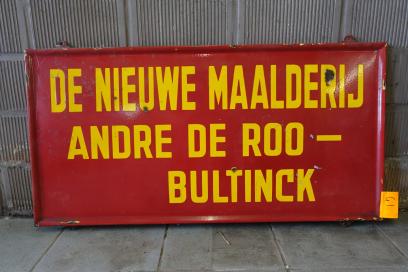 DE NIEUWE MAALDERIJ
ANDRE DE ROO –
BULTINCK